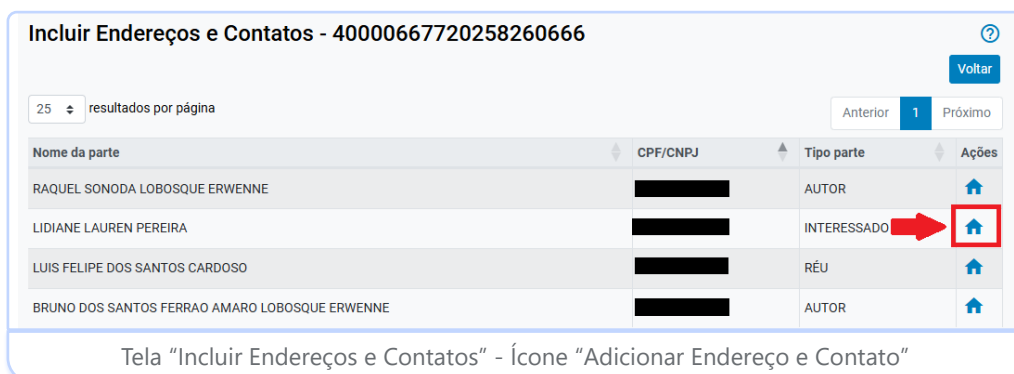 Incluir Endereços e Contatos - 40000667720258260666
?
Voltar
25 resultados por página
Anterior 1 Próximo
Nome da parte CPF/CNPJ Tipo parte Ações
RAQUEL SONODA LOBOSQUE ERWENNE AUTOR
LIDIANE LAUREN PEREIRA INTERESSADO
LUIS FELIPE DOS SANTOS CARDOSO RÉU
BRUNO DOS SANTOS FERRAO AMARO LOBOSQUE ERWENNE AUTOR
Tela “Incluir Endereços e Contatos” - Ícone “Adicionar Endereço e Contato”